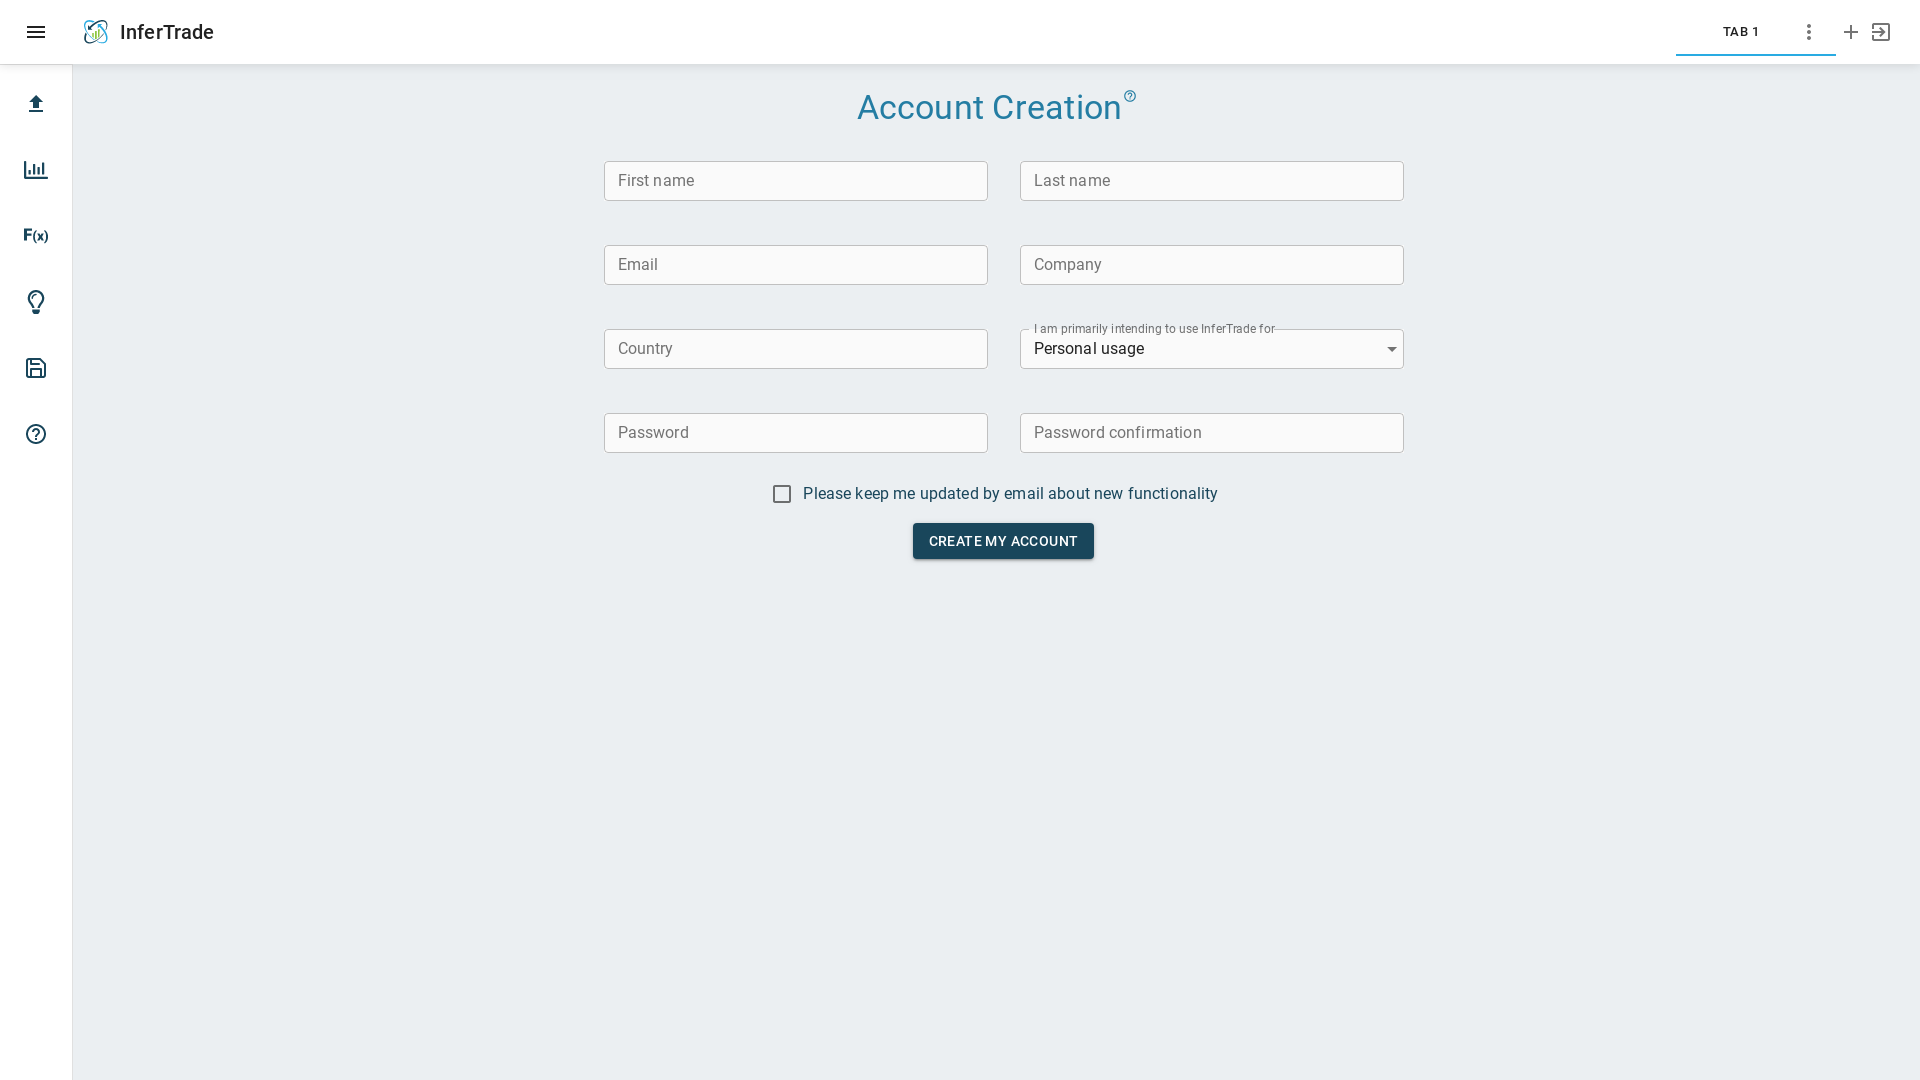 InferTrade
TAB 1
Account Creation
First name
Last name
Email
Company
Country
I am primarily intending to use InferTrade for
Personal usage
F(x)
Password
Password confirmation
Please keep me updated by email about new functionality
CREATE MY ACCOUNT